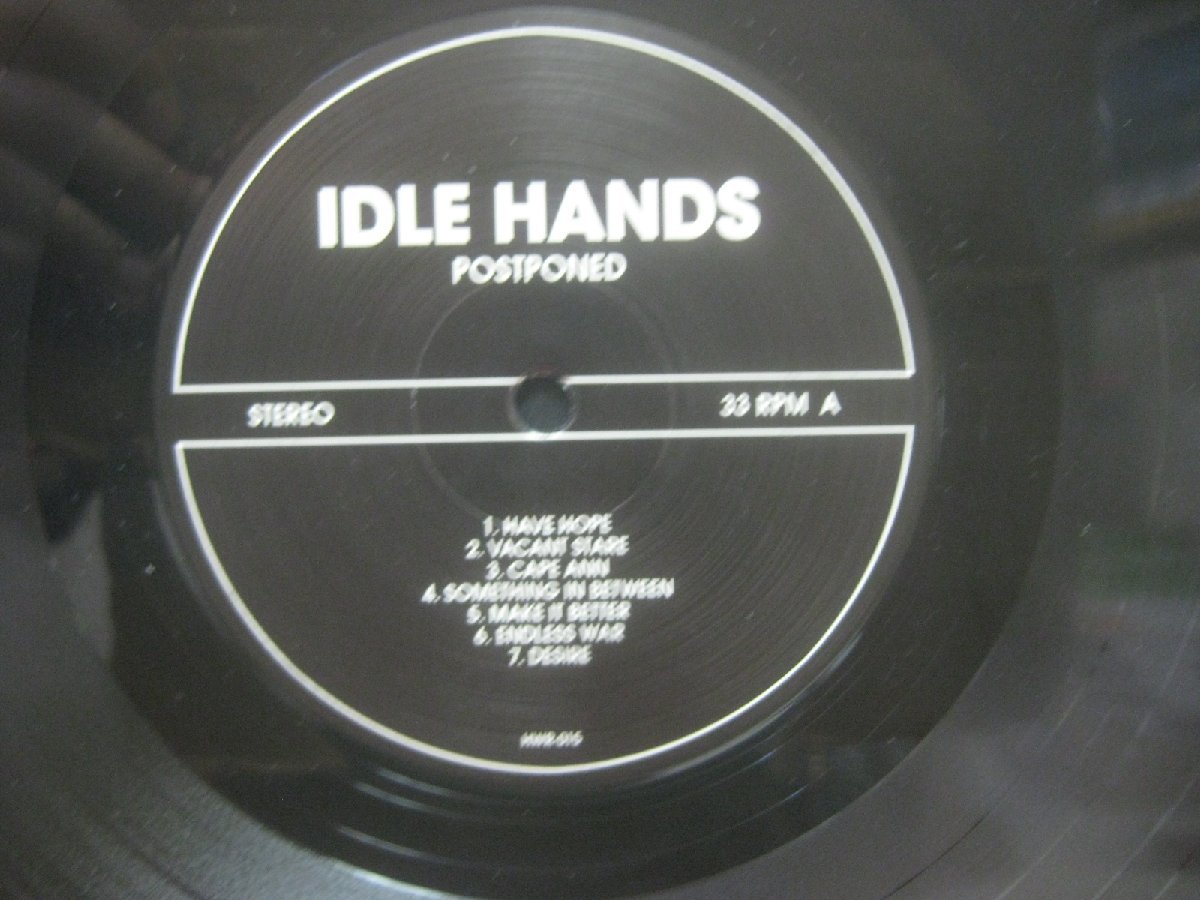 IDLE HANDS
POSTPONED
STEREO 33 RPM A
1. HAVE HOPE
2. VACANT STARE
3. CAPE ANN
4. SOMETHING IN BETWEEN
5. MAKE IT BETTER
6. ENDLESS WAR
7. DESIRE